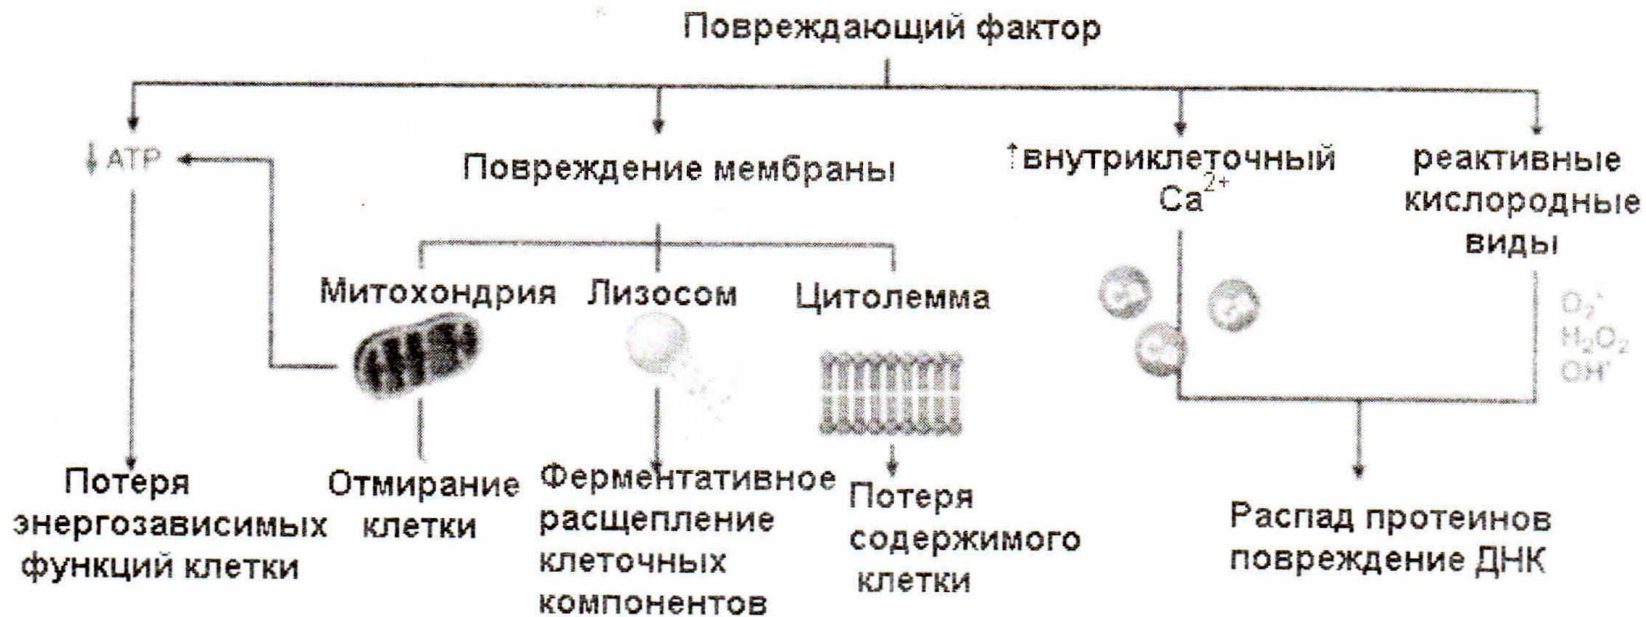 Повреждающий фактор
↓ АТР
Повреждение мембраны
↑внутриклеточный
Ca2+
реактивные
кислородные
виды
Митохондрия
Лизосом
Цитолемма
O2˙
H2O2
OH˙
Потеря
энергозависимых
функций клетки
Отмирание
клетки
Ферментативное
расщепление
клеточных
компонентов
Потеря
содержимого
клетки
Распад протеинов
повреждение ДНК